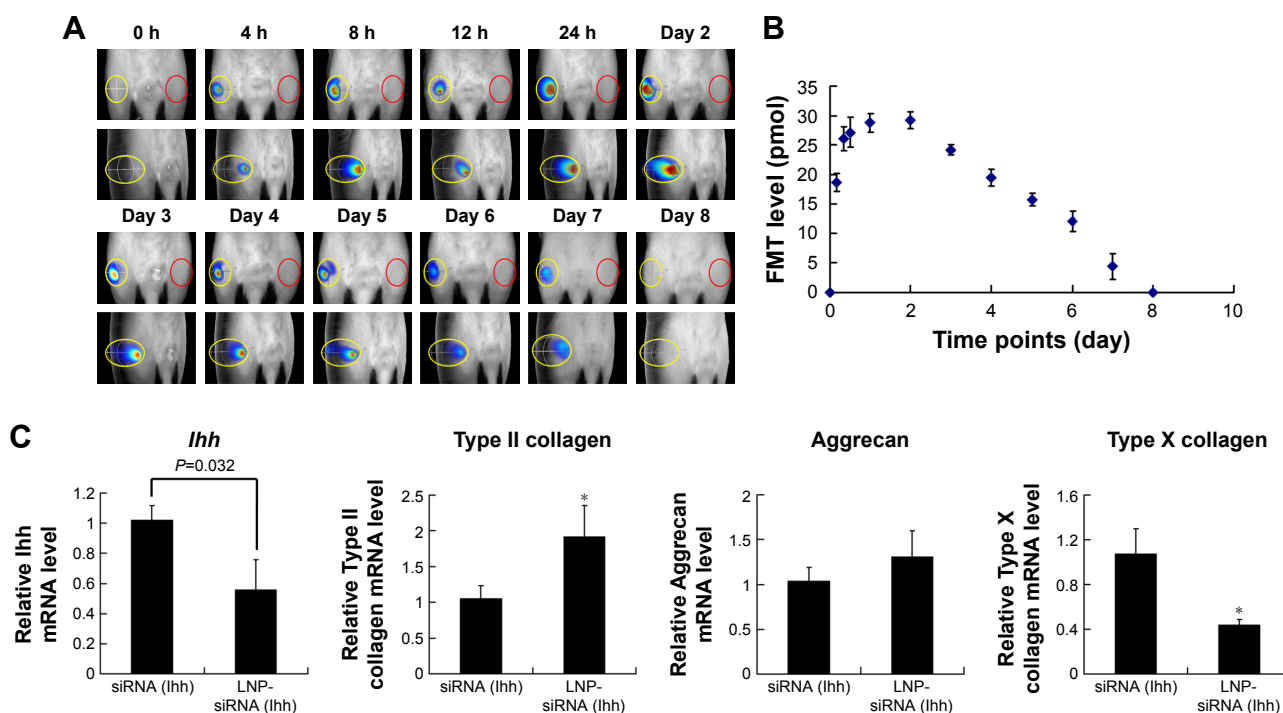 A
0 h 4 h 8 h 12 h 24 h Day 2
Day 3 Day 4 Day 5 Day 6 Day 7 Day 8
B
FMT level (pmol)
35
30
25
20
15
10
5
0
0 2 4 6 8 10
Time points (day)
C
Ihh
P=0.032
Relative Ihh
mRNA level
1.2
1
0.8
0.6
0.4
0.2
0
siRNA (Ihh) LNP-
siRNA (Ihh)
Type II collagen
Relative Type II
collagen mRNA level
2.5
2
1.5
1
0.5
0
*
siRNA (Ihh) LNP-
siRNA (Ihh)
Aggrecan
Relative Aggrecan
mRNA level
2
1.5
1
0.5
0
siRNA (Ihh) LNP-
siRNA (Ihh)
Type X collagen
Relative Type X
collagen mRNA level
1.6
1.2
0.8
0.4
0
*
siRNA (Ihh) LNP-
siRNA (Ihh)